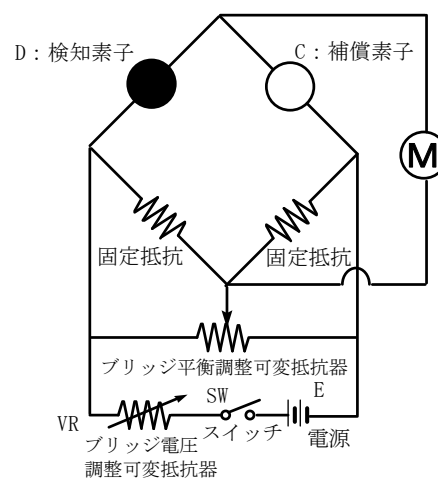 D：検知素子
C：補償素子
M
固定抵抗
固定抵抗
ブリッジ平衡調整可変抵抗器
SW
E
VR
スイッチ
電源
ブリッジ電圧
調整可変抵抗器